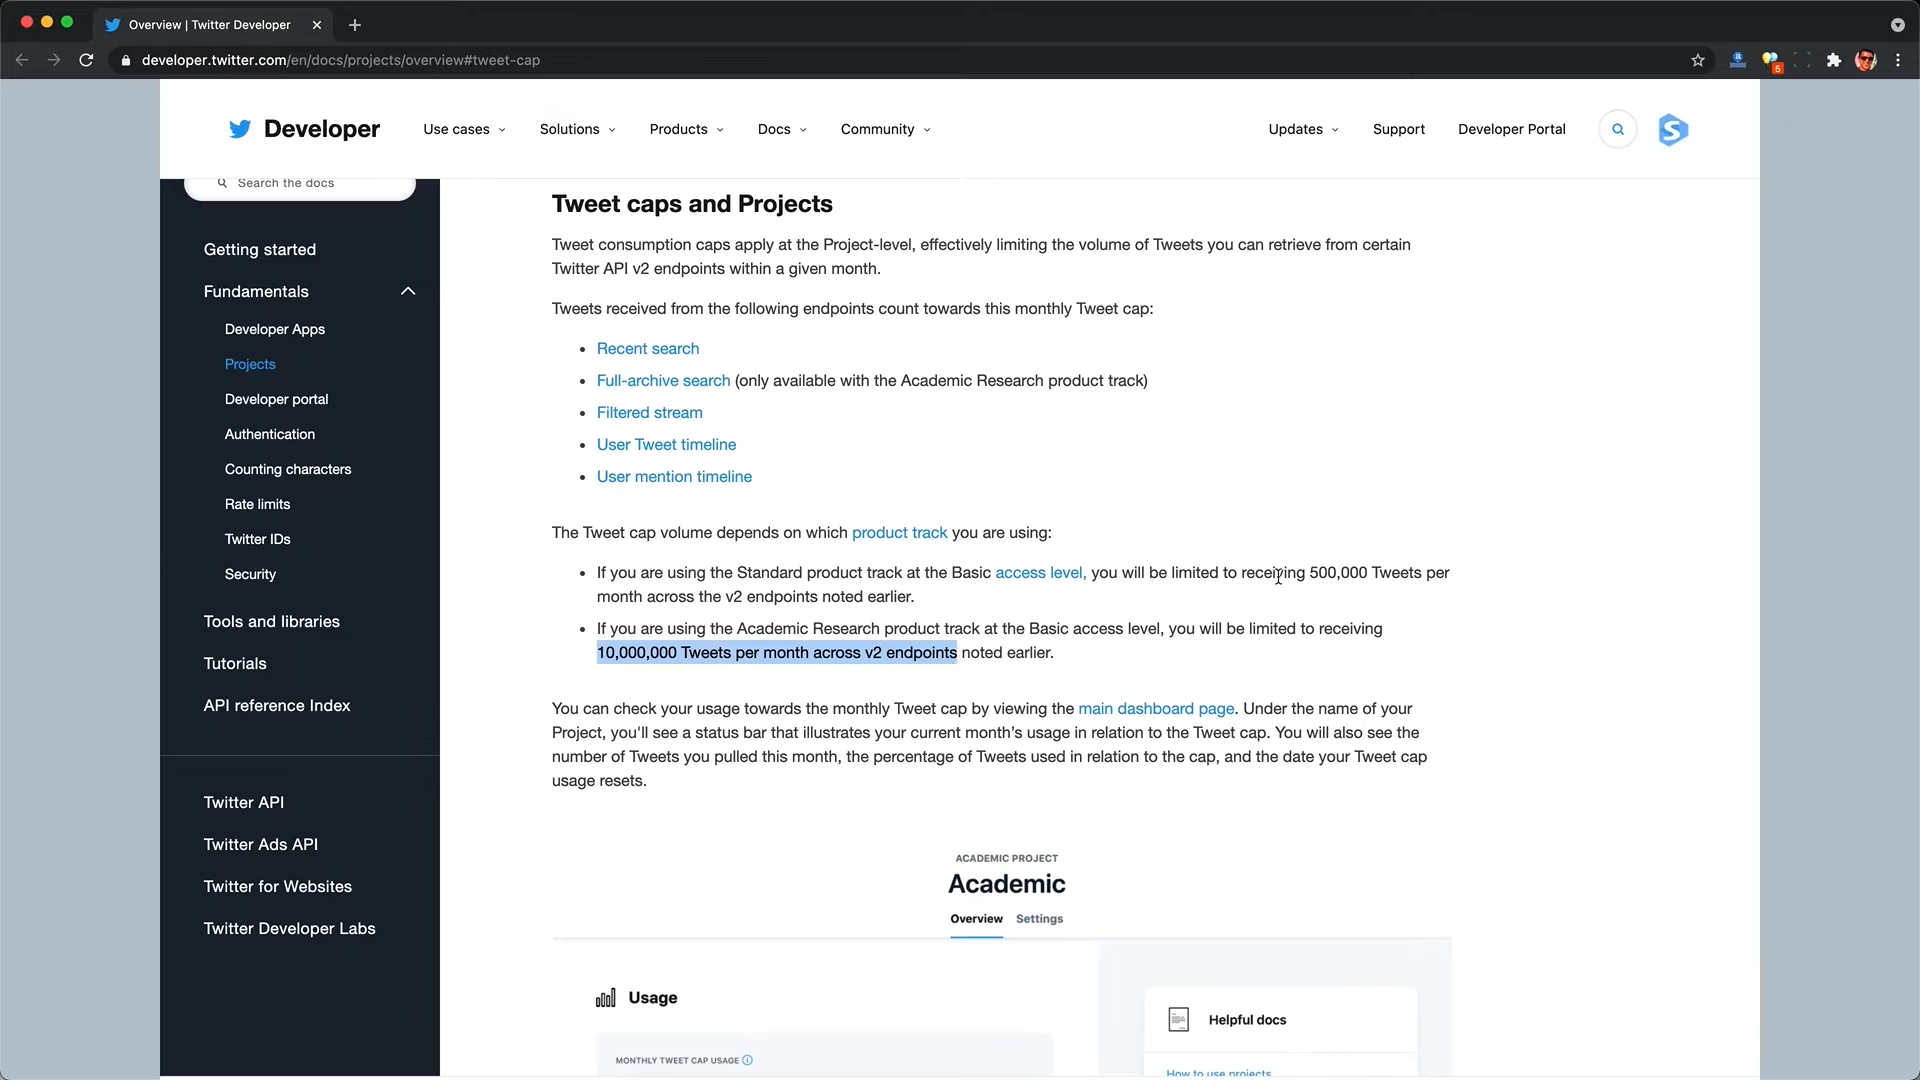 Overview | Twitter Developer
developer.twitter.com/en/docs/projects/overview#tweet-cap
5
Developer
Use cases
Solutions
Products
Docs
Community
Updates
Support
Developer Portal
S
Search the docs
Getting started
Fundamentals
Developer Apps
Projects
Developer portal
Authentication
Counting characters
Rate limits
Twitter IDs
Security
Tools and libraries
Tutorials
API reference Index
Twitter API
Twitter Ads API
Twitter for Websites
Twitter Developer Labs
Tweet caps and Projects
Tweet consumption caps apply at the Project-level, effectively limiting the volume of Tweets you can retrieve from certain
Twitter API v2 endpoints within a given month.
Tweets received from the following endpoints count towards this monthly Tweet cap:
• Recent search
• Full-archive search (only available with the Academic Research product track)
• Filtered stream
• User Tweet timeline
• User mention timeline
The Tweet cap volume depends on which product track you are using:
• If you are using the Standard product track at the Basic access level, you will be limited to receiving 500,000 Tweets per
month across the v2 endpoints noted earlier.
• If you are using the Academic Research product track at the Basic access level, you will be limited to receiving
10,000,000 Tweets per month across v2 endpoints noted earlier.
You can check your usage towards the monthly Tweet cap by viewing the main dashboard page. Under the name of your
Project, you'll see a status bar that illustrates your current month's usage in relation to the Tweet cap. You will also see the
number of Tweets you pulled this month, the percentage of Tweets used in relation to the cap, and the date your Tweet cap
usage resets.
ACADEMIC PROJECT
Academic
Overview
Settings
Usage
MONTHLY TWEET CAP USAGE
Helpful docs
How to use projects